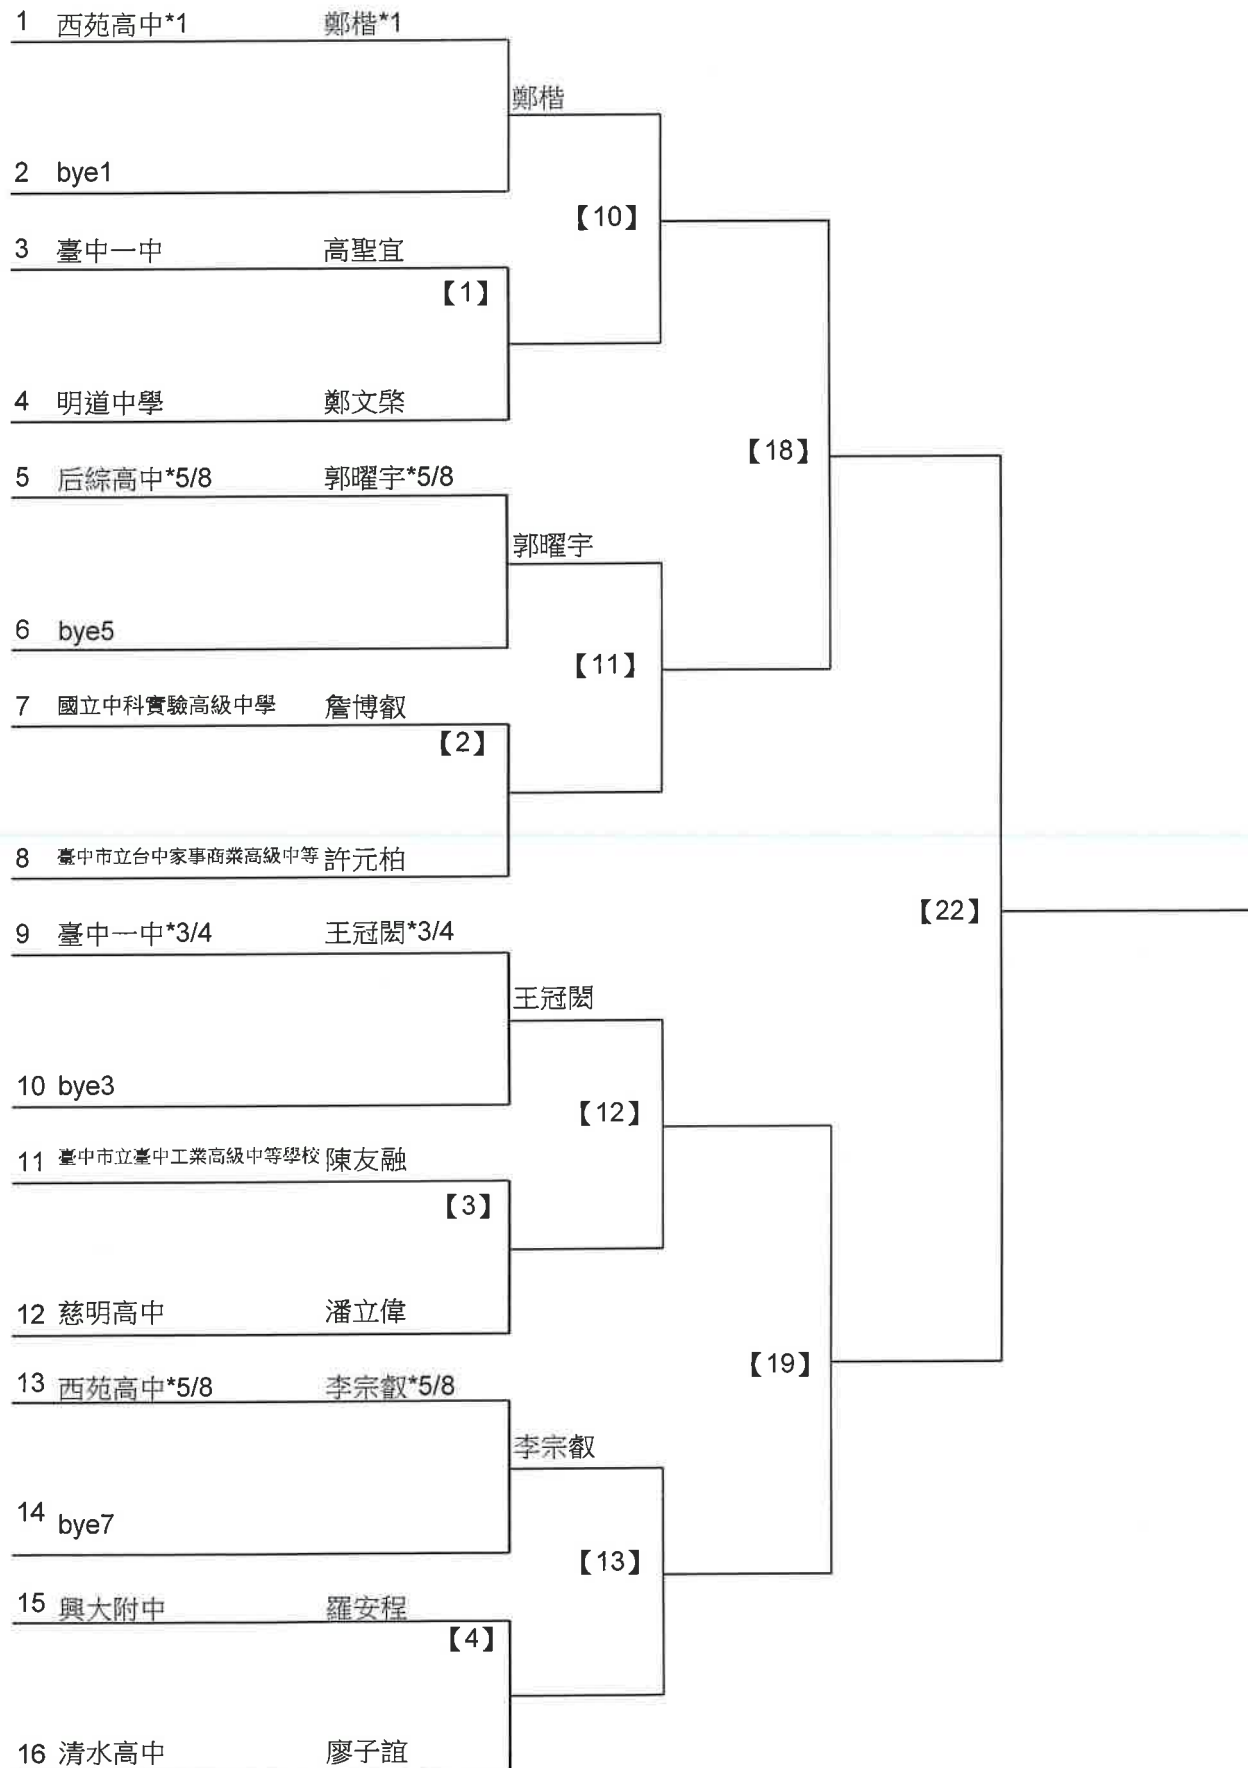 1 西苑高中*1 鄭楷*1
鄭楷
2 bye1
【10】
3 臺中一中 高聖宜
【1】
4 明道中學 鄭文棨
【18】
5 后綜高中*5/8 郭曜宇*5/8
郭曜宇
6 bye5
【11】
7 國立中科實驗高級中學 詹博叡
【2】
8 臺中市立台中家事商業高級中等 許元柏
【22】
9 臺中一中*3/4 王冠閎*3/4
王冠閎
10 bye3
【12】
11 臺中市立臺中工業高級中等學校 陳友融
【3】
12 慈明高中 潘立偉
【19】
13 西苑高中*5/8 李宗叡*5/8
李宗叡
14 bye7
【13】
15 興大附中 羅安程
【4】
16 清水高中 廖子誼